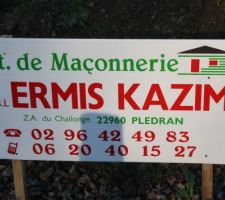 t. de Maçonnerie
ERMIS KAZIM
Z.A. du Challonge 22960 PLEDRAN
02 96 42 49 83
06 20 40 15 27